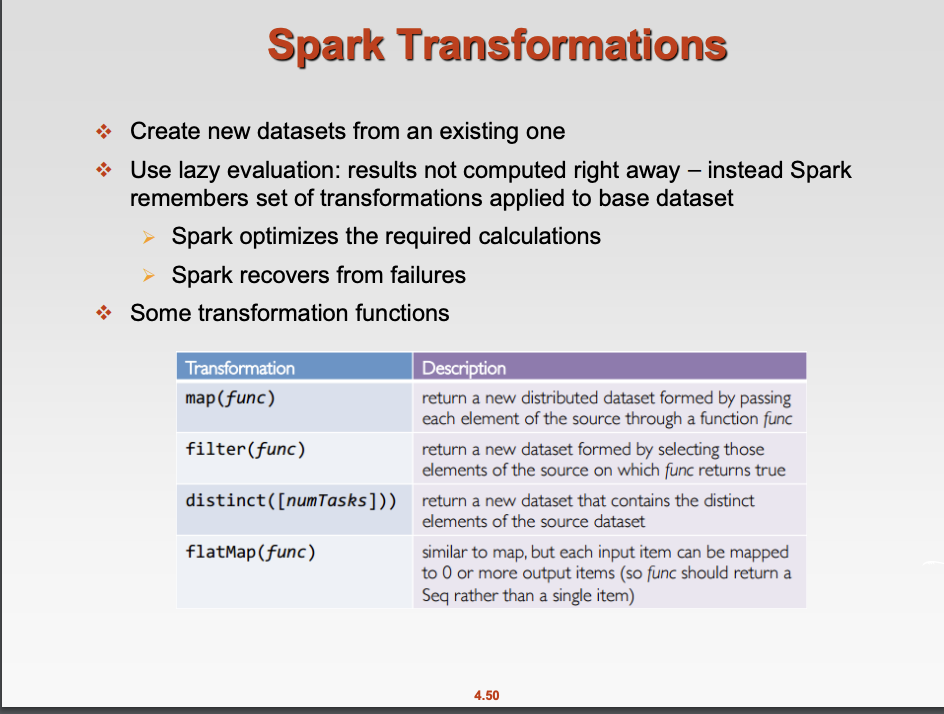 Spark Transformations
Create new datasets from an existing one
Use lazy evaluation: results not computed right away – instead Spark
remembers set of transformations applied to base dataset
Spark optimizes the required calculations
Spark recovers from failures
Some transformation functions
Transformation Description
map(func) return a new distributed dataset formed by passing
each element of the source through a function func
filter(func) return a new dataset formed by selecting those
elements of the source on which func returns true
distinct([numTasks])) return a new dataset that contains the distinct
elements of the source dataset
flatMap(func) similar to map, but each input item can be mapped
to 0 or more output items (so func should return a
Seq rather than a single item)
4.50